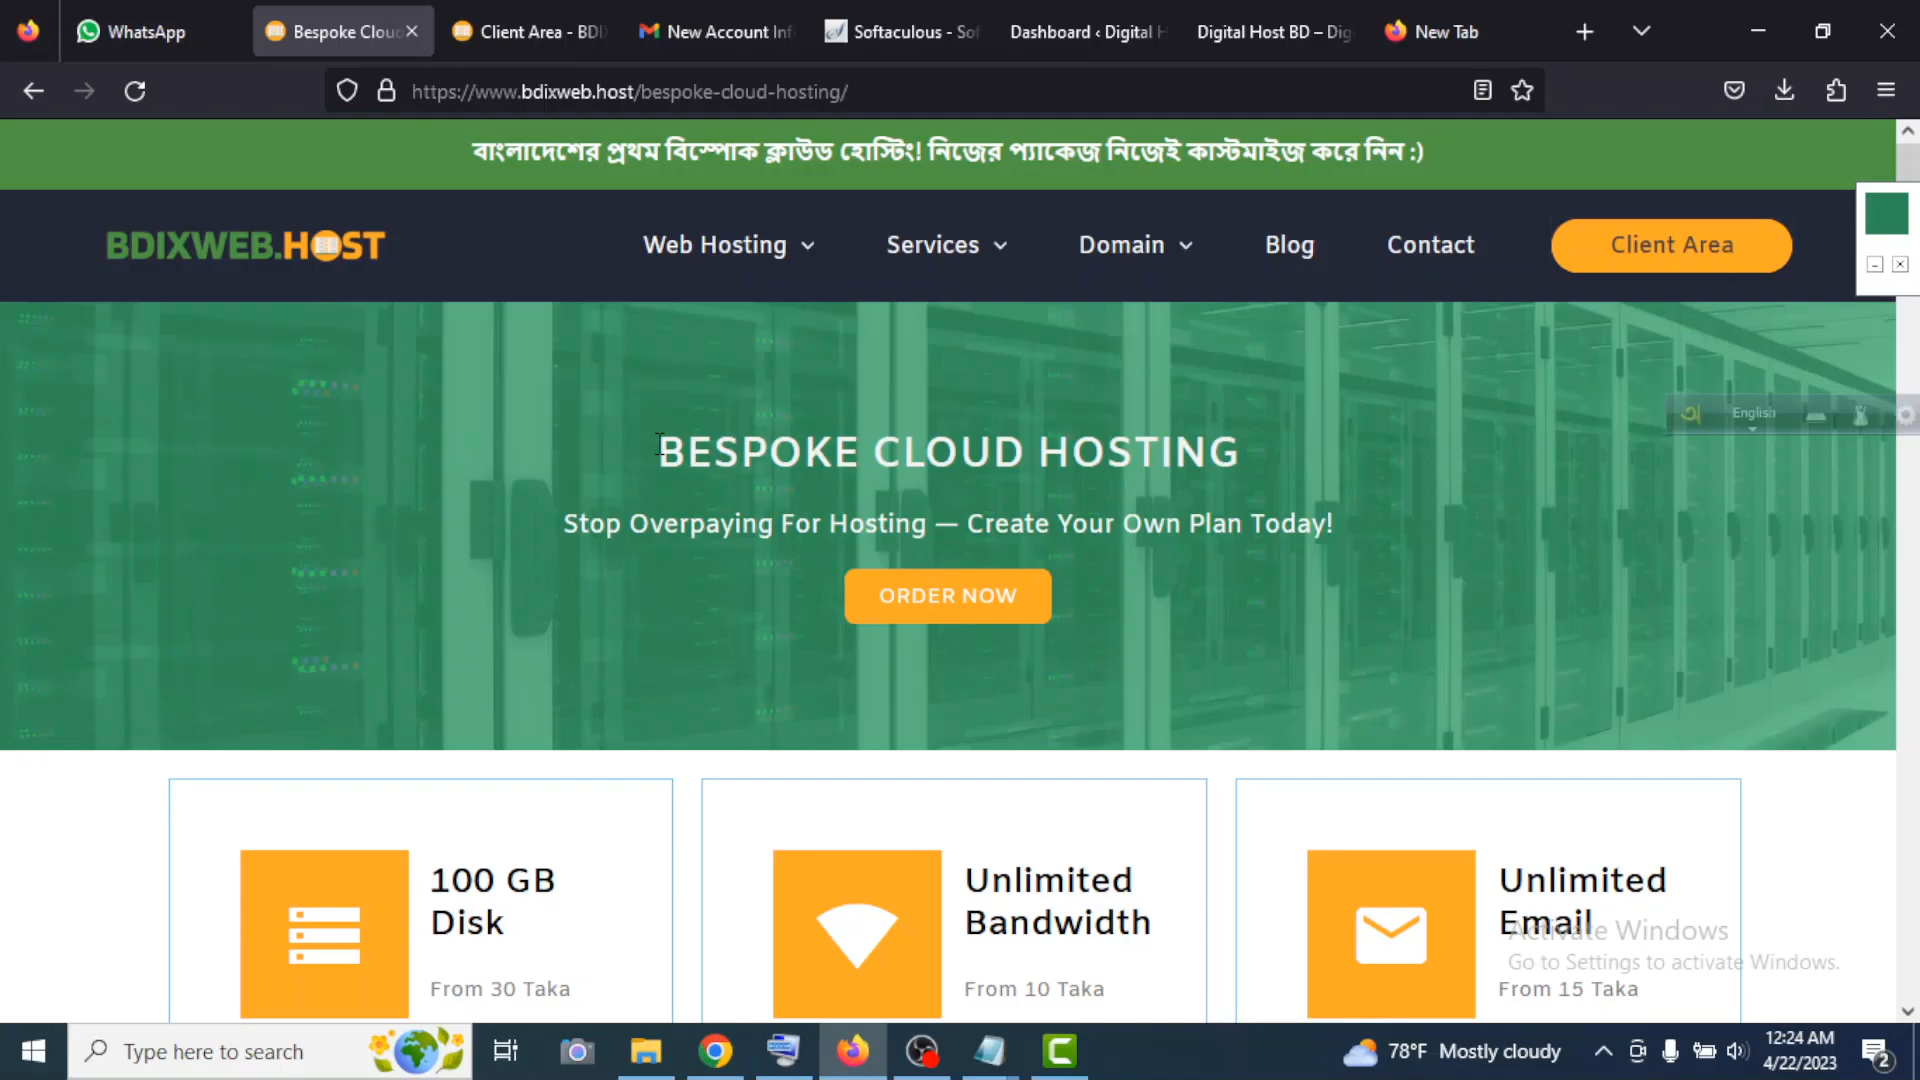 WhatsApp
Bespoke Clou
Client Area - BDI
New Account Inf
Softaculous - Sof
Dashboard ‹ Digital H
Digital Host BD – Dig
New Tab
https://www.bdixweb.host/bespoke-cloud-hosting/
বাংলাদেশের প্রথম বিস্পোক ক্লাউড হোস্টিং! নিজের প্যাকেজ নিজেই কাস্টমাইজ করে নিন :)
BDIXWEB.HOST
Web Hosting
Services
Domain
Blog
Contact
Client Area
অ English
BESPOKE CLOUD HOSTING
Stop Overpaying For Hosting — Create Your Own Plan Today!
ORDER NOW
100 GB
Disk
From 30 Taka
Unlimited
Bandwidth
From 10 Taka
Unlimited
Email
From 15 Taka
Activate Windows
Go to Settings to activate Windows.
Type here to search
78°F Mostly cloudy
12:24 AM
4/22/2023
2